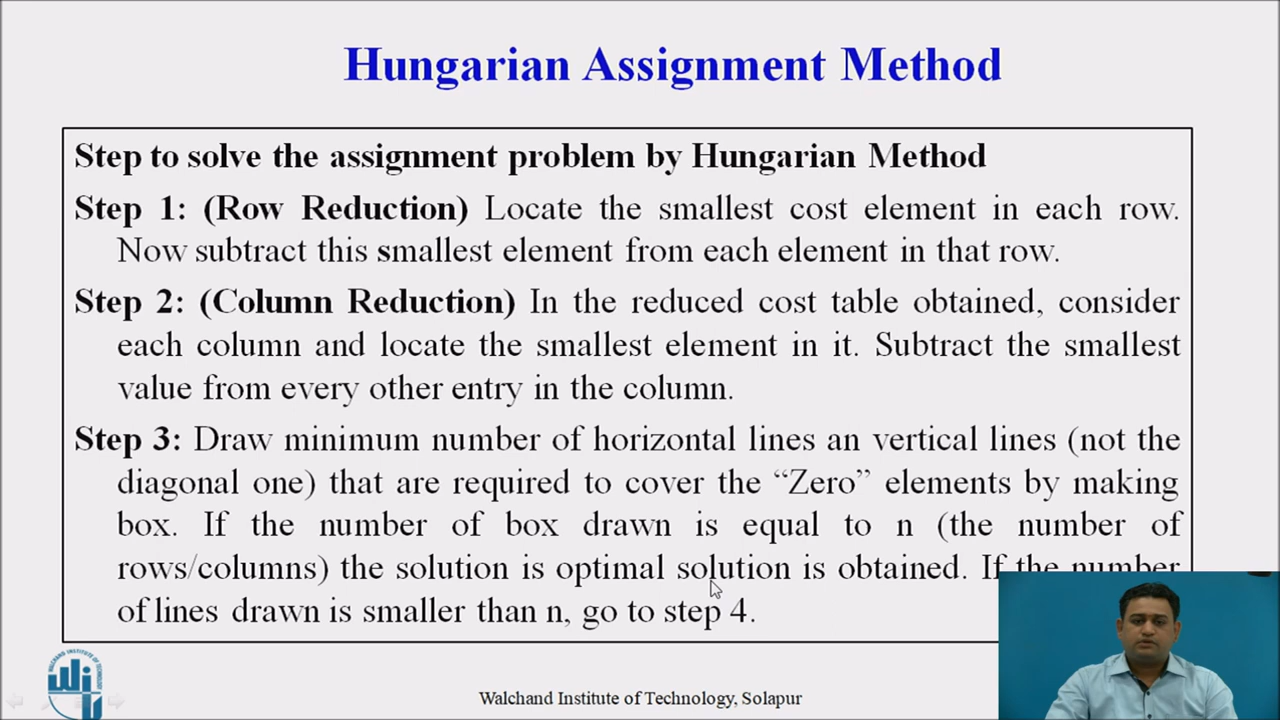 Hungarian Assignment Method
Step to solve the assignment problem by Hungarian Method
Step 1: (Row Reduction) Locate the smallest cost element in each row.
Now subtract this smallest element from each element in that row.
Step 2: (Column Reduction) In the reduced cost table obtained, consider
each column and locate the smallest element in it. Subtract the smallest
value from every other entry in the column.
Step 3: Draw minimum number of horizontal lines an vertical lines (not the
diagonal one) that are required to cover the “Zero” elements by making
box. If the number of box drawn is equal to n (the number of
rows/columns) the solution is optimal solution is obtained. If the number
of lines drawn is smaller than n, go to step 4.
WALCHAND INSTITUTE OF TECHNOLOGY
Walchand Institute of Technology, Solapur